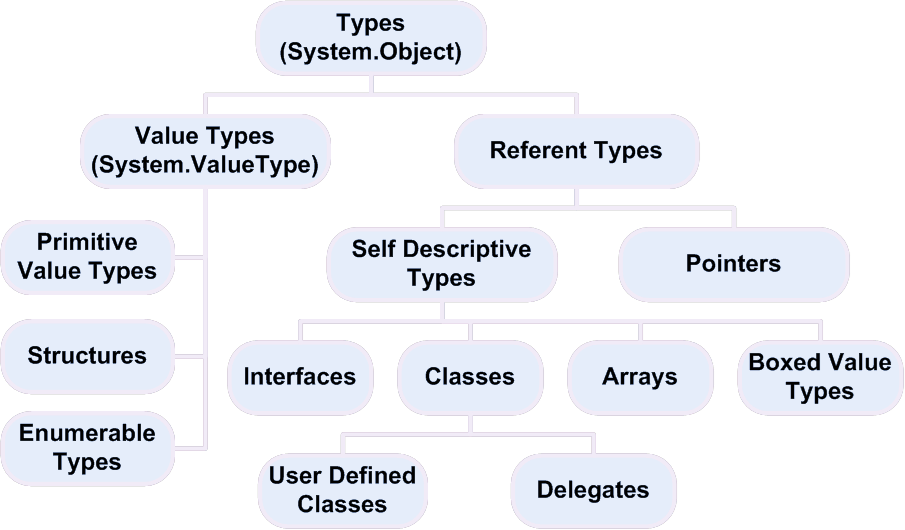 Types
(System.Object)
Value Types
(System.ValueType)
Referent Types
Primitive
Value Types
Self Descriptive
Types
Pointers
Structures
Interfaces
Classes
Arrays
Boxed Value
Types
Enumerable
Types
User Defined
Classes
Delegates